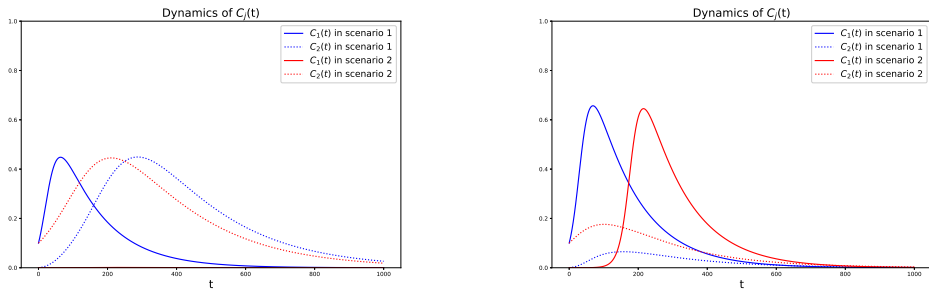 Dynamics of C_j(t)
1.0
0.8
0.6
0.4
0.2
0.0
0
200
400
600
800
1000
t
C_1(t) in scenario 1
C_2(t) in scenario 1
C_1(t) in scenario 2
C_2(t) in scenario 2
Dynamics of C_j(t)
1.0
0.8
0.6
0.4
0.2
0.0
0
200
400
600
800
1000
t
C_1(t) in scenario 1
C_2(t) in scenario 1
C_1(t) in scenario 2
C_2(t) in scenario 2